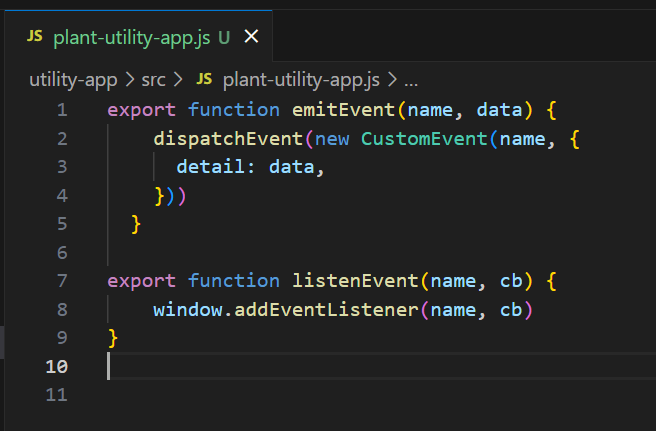 JS plant-utility-app.js U ×
utility-app > src > JS plant-utility-app.js > ...
1 export function emitEvent(name, data) {
2 dispatchEvent(new CustomEvent(name, {
3 detail: data,
4 }))
5 }
6
7 export function listenEvent(name, cb) {
8 window.addEventListener(name, cb)
9 }
10
11